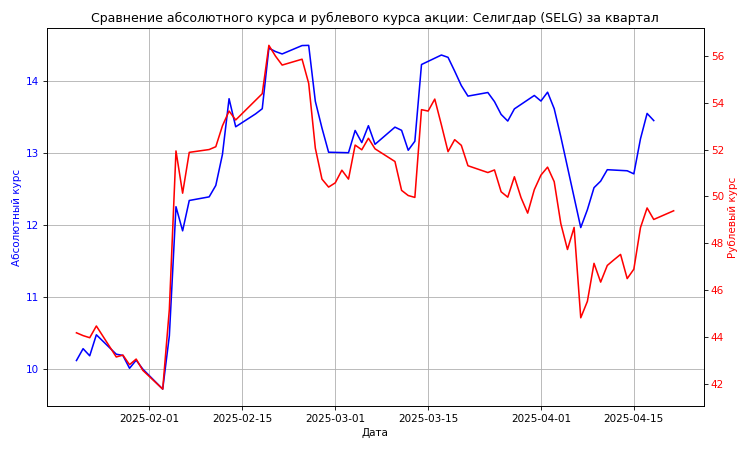 Сравнение абсолютного курса и рублевого курса акции: Селигдар (SELG) за квартал
Абсолютный курс
14
13
12
11
10
56
54
52
50
48
46
44
42
Рублевый курс
2025-02-01 2025-02-15 2025-03-01 2025-03-15 2025-04-01 2025-04-15
Дата